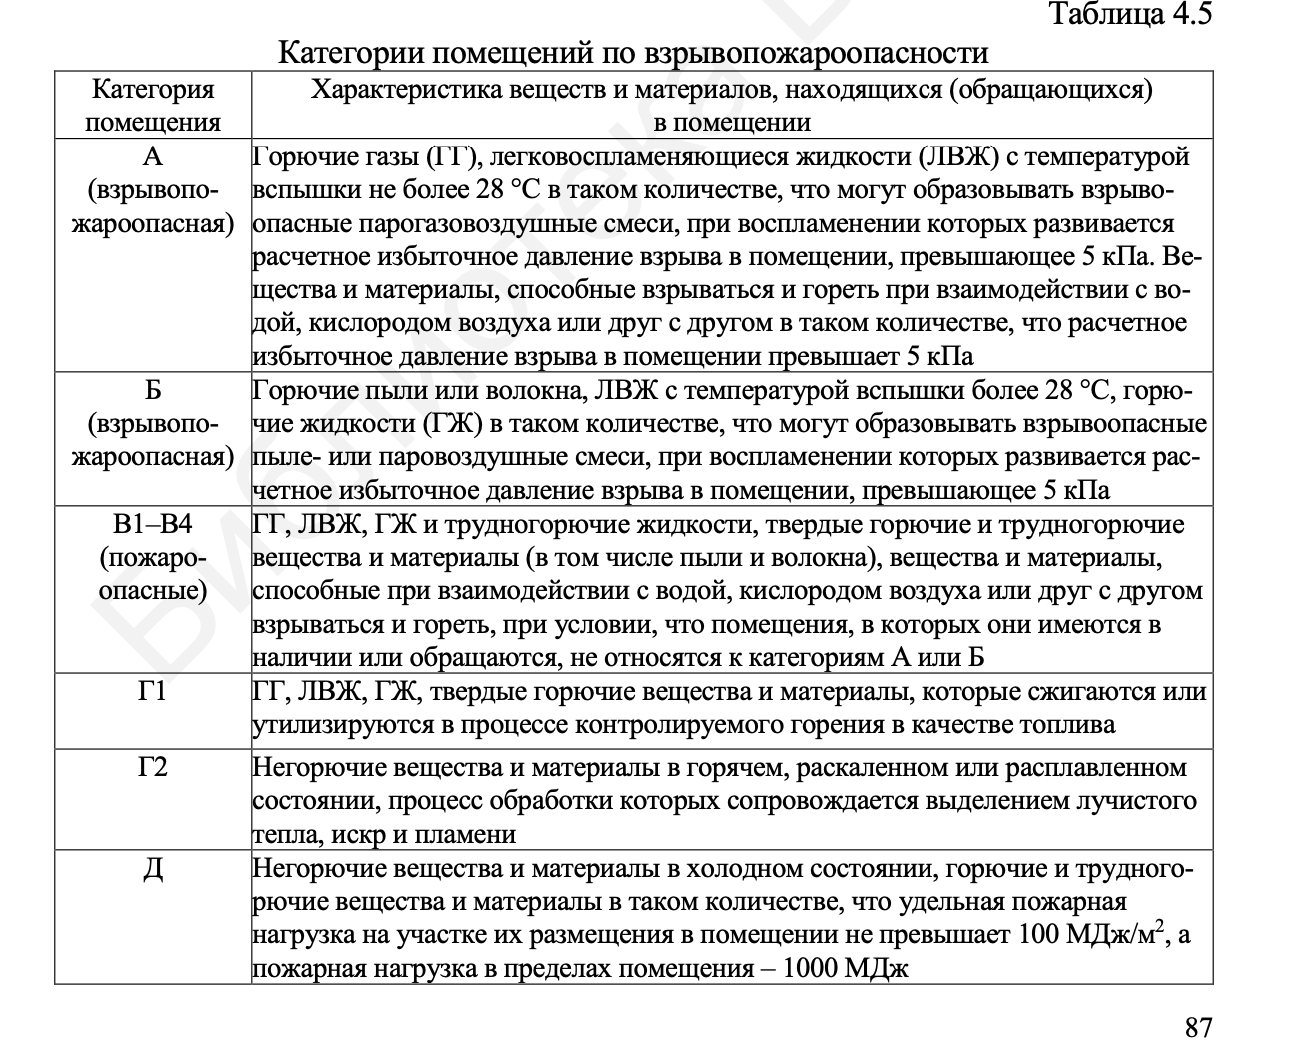 Таблица 4.5
Категории помещений по взрывопожароопасности
Категория
помещения
Характеристика веществ и материалов, находящихся (обращающихся)
в помещении
А
(взрывопо-
жароопасная)
Горючие газы (ГГ), легковоспламеняющиеся жидкости (ЛВЖ) с температурой
вспышки не более 28 °С в таком количестве, что могут образовывать взрыво-
опасные парогазовоздушные смеси, при воспламенении которых развивается
расчетное избыточное давление взрыва в помещении, превышающее 5 кПа. Ве-
щества и материалы, способные взрываться и гореть при взаимодействии с во-
дой, кислородом воздуха или друг с другом в таком количестве, что расчетное
избыточное давление взрыва в помещении превышает 5 кПа
Б
(взрывопо-
жароопасная)
Горючие пыли или волокна, ЛВЖ с температурой вспышки более 28 °С, горю-
чие жидкости (ГЖ) в таком количестве, что могут образовывать взрывоопасные
пыле- или паровоздушные смеси, при воспламенении которых развивается рас-
четное избыточное давление взрыва в помещении, превышающее 5 кПа
В1–В4
(пожаро-
опасные)
ГГ, ЛВЖ, ГЖ и трудногорючие жидкости, твердые горючие и трудногорючие
вещества и материалы (в том числе пыли и волокна), вещества и материалы,
способные при взаимодействии с водой, кислородом воздуха или друг с другом
взрываться и гореть, при условии, что помещения, в которых они имеются в
наличии или обращаются, не относятся к категориям А или Б
Г1
ГГ, ЛВЖ, ГЖ, твердые горючие вещества и материалы, которые сжигаются или
утилизируются в процессе контролируемого горения в качестве топлива
Г2
Негорючие вещества и материалы в горячем, раскаленном или расплавленном
состоянии, процесс обработки которых сопровождается выделением лучистого
тепла, искр и пламени
Д
Негорючие вещества и материалы в холодном состоянии, горючие и трудного-
рючие вещества и материалы в таком количестве, что удельная пожарная
нагрузка на участке их размещения в помещении не превышает 100 МДж/м², а
пожарная нагрузка в пределах помещения – 1000 МДж
87
Библиотека